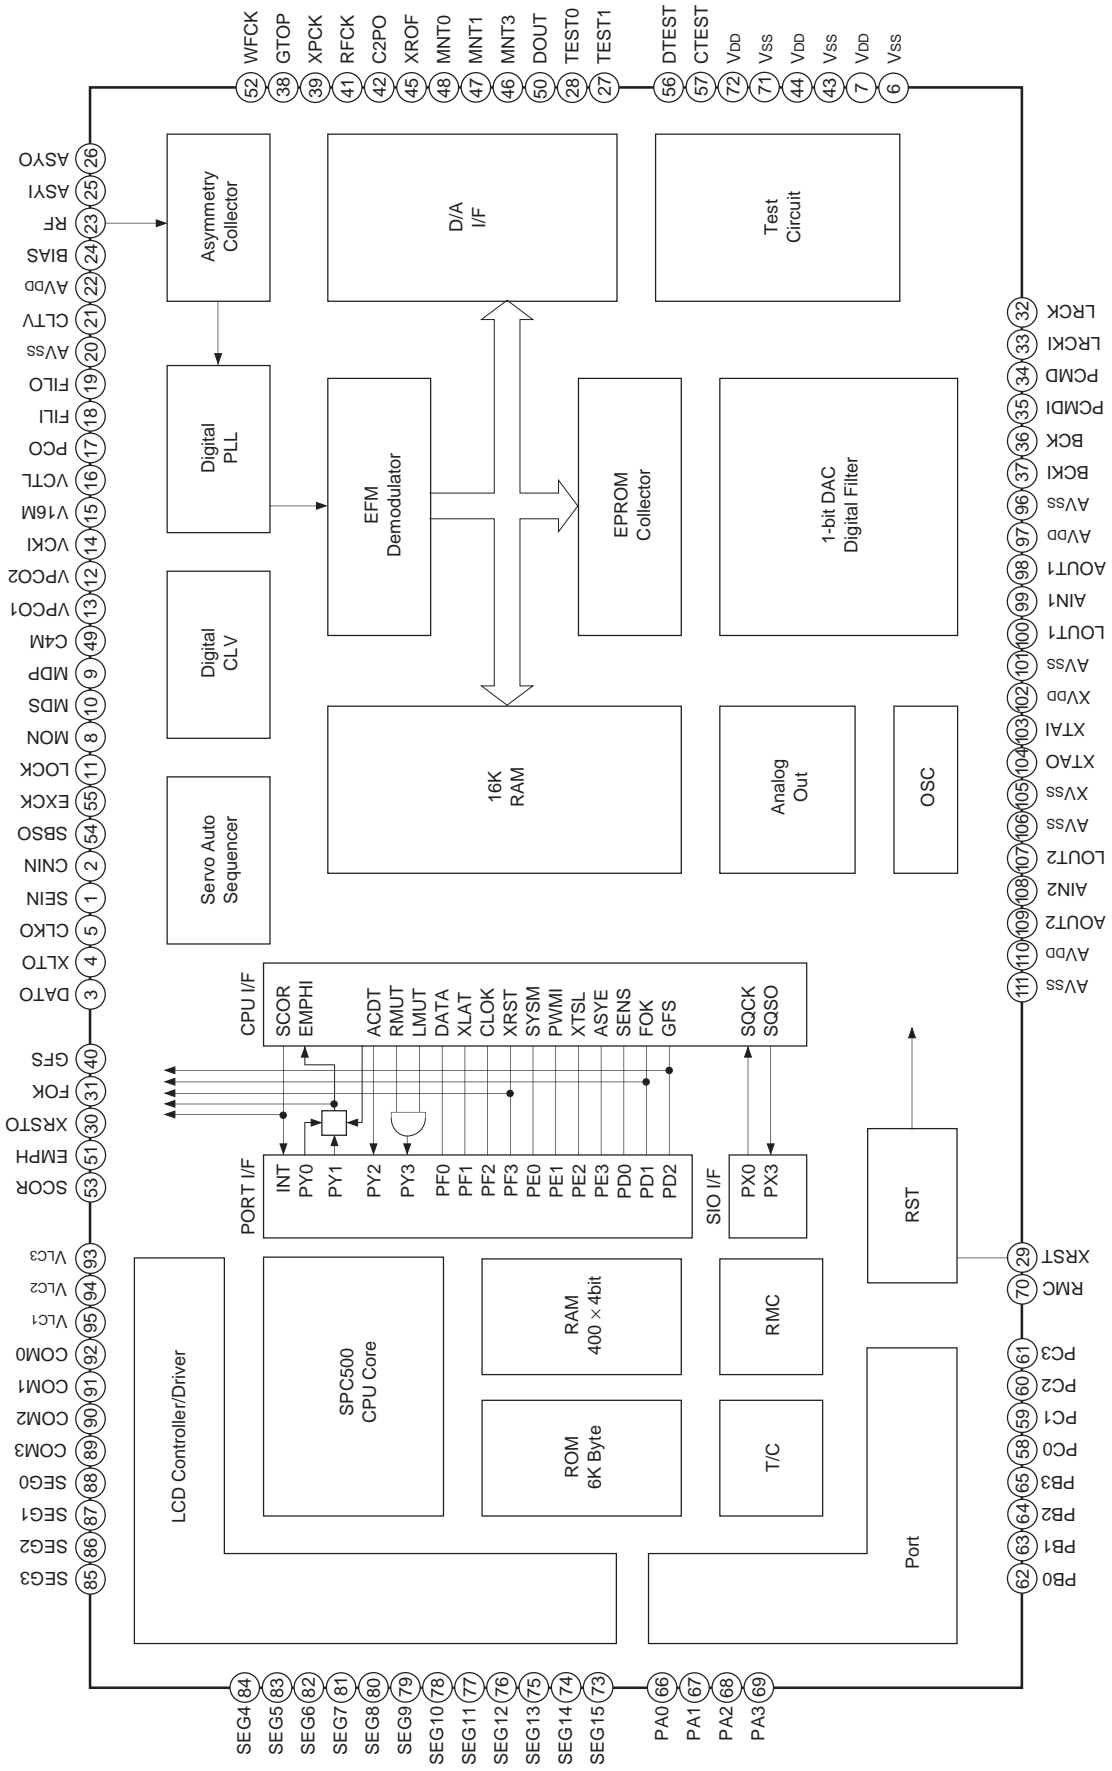 52 WFCK
38 GTOP
39 XPCK
41 RFCK
42 C2PO
45 XROF
48 MNT0
47 MNT1
46 MNT3
50 DOUT
28 TEST0
27 TEST1
56 DTEST
57 CTEST
72 VDD
71 VSS
44 VDD
43 VSS
7 VDD
6 VSS
ASYO 26
ASYI 25
RF 23
BIAS 24
AVDD 22
CLTV 21
AVSS 20
FILO 19
FILI 18
PCO 17
VCTL 16
V16M 15
VCKI 14
VPCO2 12
VPCO1 13
C4M 49
MDP 9
MDS 10
MON 8
LOCK 11
EXCK 55
SBSO 54
CNIN 2
SEIN 1
CLKO 5
XLTO 4
DATO 3
GFS 40
FOK 31
XRSTO 30
EMPH 51
SCOR 53
VLC3 93
VLC2 94
VLC1 95
COM0 92
COM1 91
COM2 90
COM3 89
SEG0 88
SEG1 87
SEG2 86
SEG3 85
Asymmetry
Collector
D/A
I/F
Test
Circuit
Digital
PLL
EFM
Demodulator
EPROM
Collector
1-bit DAC
Digital Filter
Digital
CLV
16K
RAM
Analog
Out
OSC
Servo Auto
Sequencer
CPU I/F
SCOR
EMPHI
ACDT
RMUT
LMUT
DATA
XLAT
CLOK
XRST
SYSM
PWMI
XTSL
ASYE
SENS
FOK
GFS
SQCK
SQSO
PORT I/F
INT
PY0
PY1
PY2
PY3
PF0
PF1
PF2
PF3
PE0
PE1
PE2
PE3
PD0
PD1
PD2
SIO I/F
PX0
PX3
RST
LCD Controller/Driver
SPC500
CPU Core
RAM
400 × 4bit
RMC
ROM
6K Byte
T/C
Port
32 LRCK
33 LRCKI
34 PCMD
35 PCMDI
36 BCK
37 BCKI
96 AVSS
97 AVDD
98 AOUT1
99 AIN1
100 LOUT1
101 AVSS
102 XVDD
103 XTAI
104 XTAO
105 XVSS
106 AVSS
107 LOUT2
108 AIN2
109 AOUT2
110 AVDD
111 AVSS
29 XRST
70 RMC
61 PC3
60 PC2
59 PC1
58 PC0
65 PB3
64 PB2
63 PB1
62 PB0
SEG4 84
SEG5 83
SEG6 82
SEG7 81
SEG8 80
SEG9 79
SEG10 78
SEG11 77
SEG12 76
SEG13 75
SEG14 74
SEG15 73
PA0 66
PA1 67
PA2 68
PA3 69